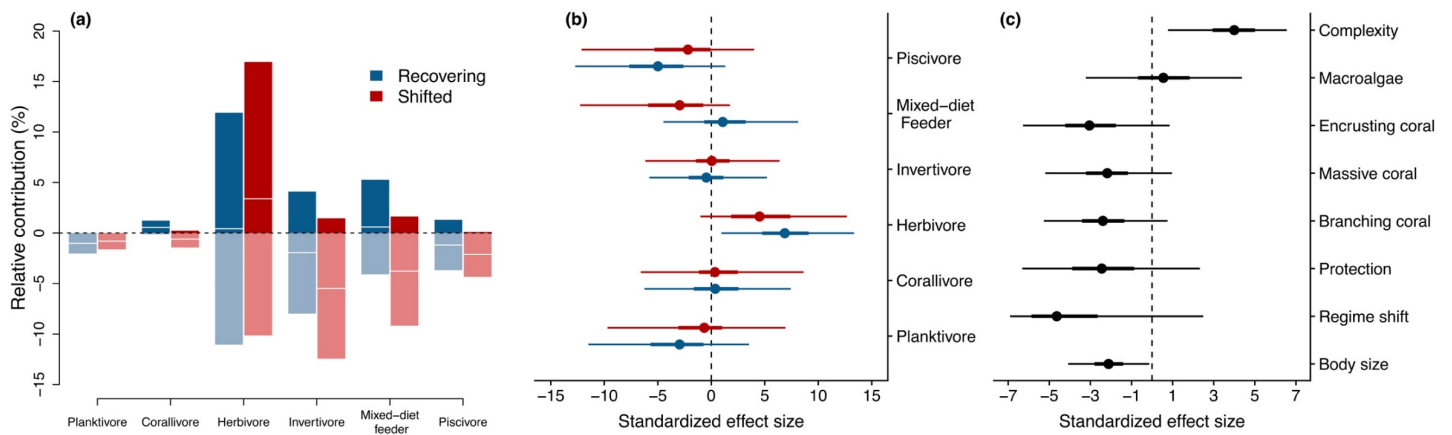 (a)
Relative contribution (%)
20
15
10
5
0
−5
−10
−15
Recovering
Shifted
Planktivore
Corallivore
Herbivore
Invertivore
Mixed−diet
feeder
Piscivore
(b)
Piscivore
Mixed−diet
Feeder
Invertivore
Herbivore
Corallivore
Planktivore
−15 −10 −5 0 5 10 15
Standardized effect size
(c)
Complexity
Macroalgae
Encrusting coral
Massive coral
Branching coral
Protection
Regime shift
Body size
−7 −5 −3 −1 1 3 5 7
Standardized effect size